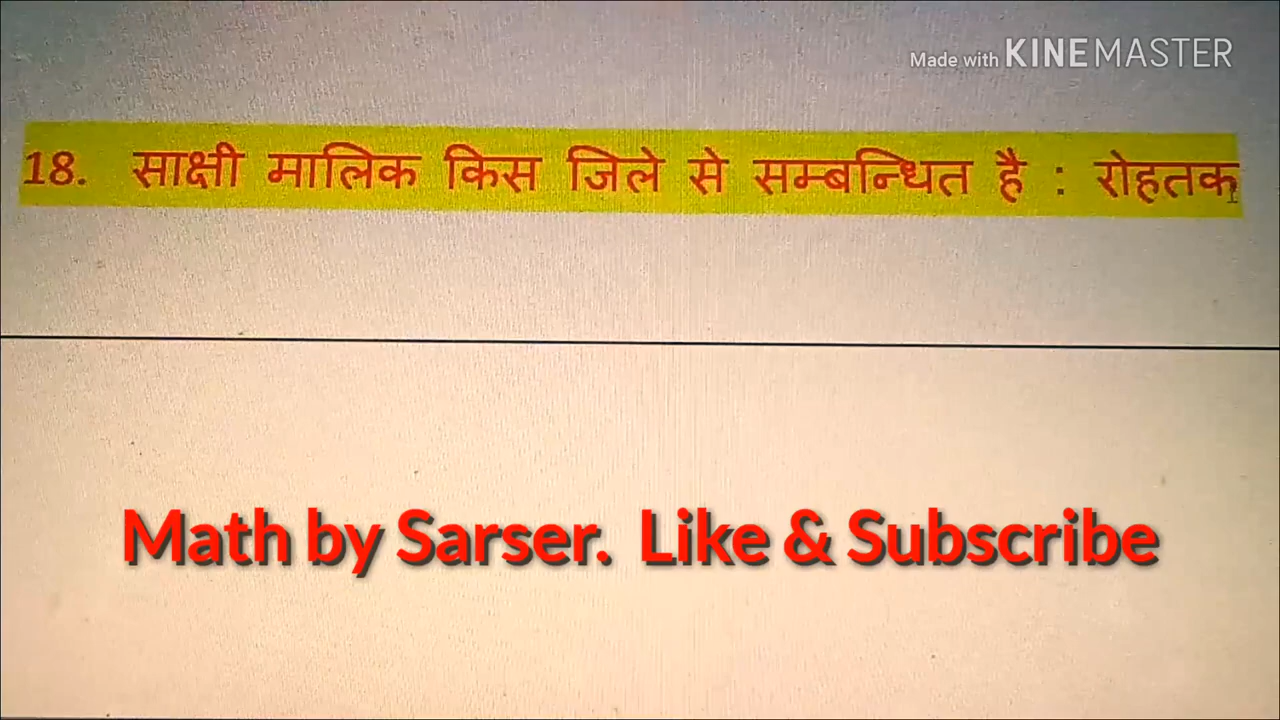 Made with KINEMASTER
18. साक्षी मालिक किस जिले से सम्बन्धित है : रोहतक
Math by Sarser. Like & Subscribe